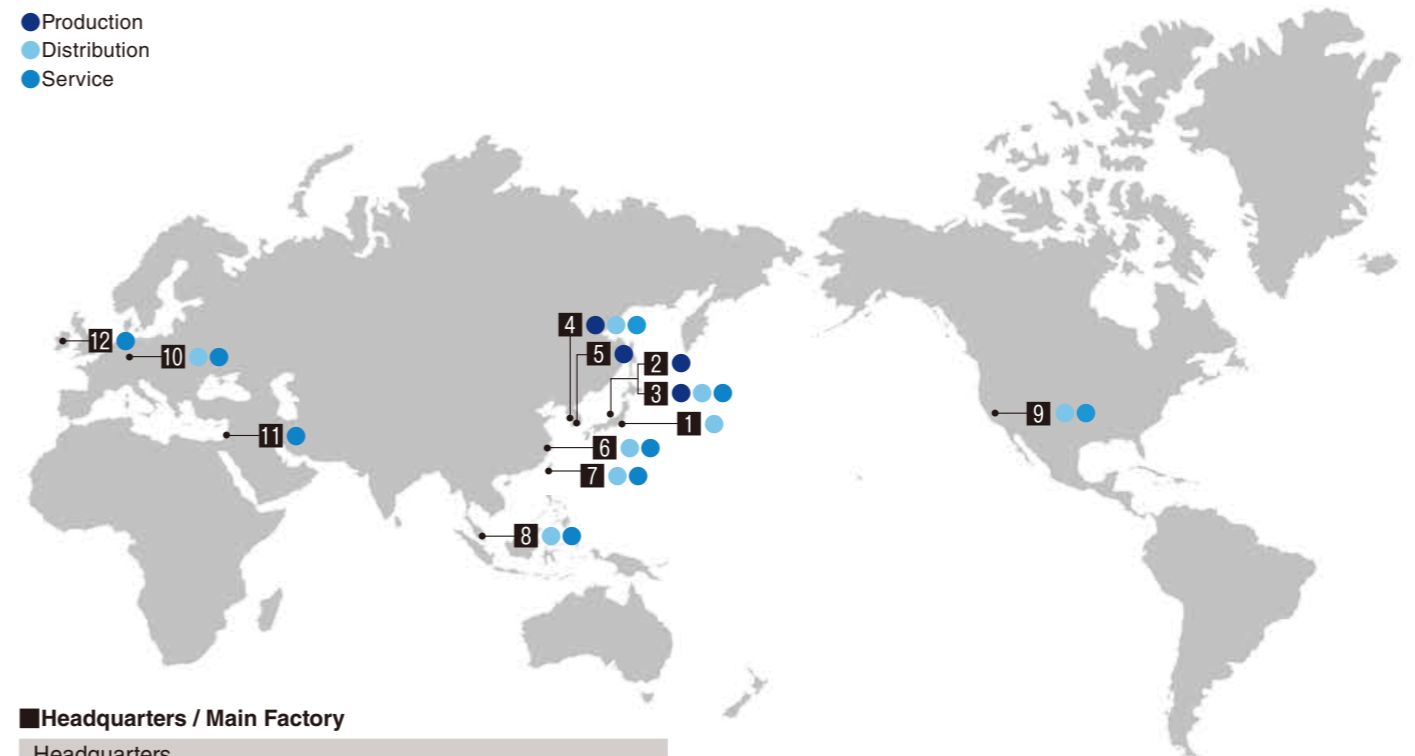 Production
Distribution
Service
4
5
2
12
10
3
9
1
11
6
7
8
■Headquarters / Main Factory
Headquarters